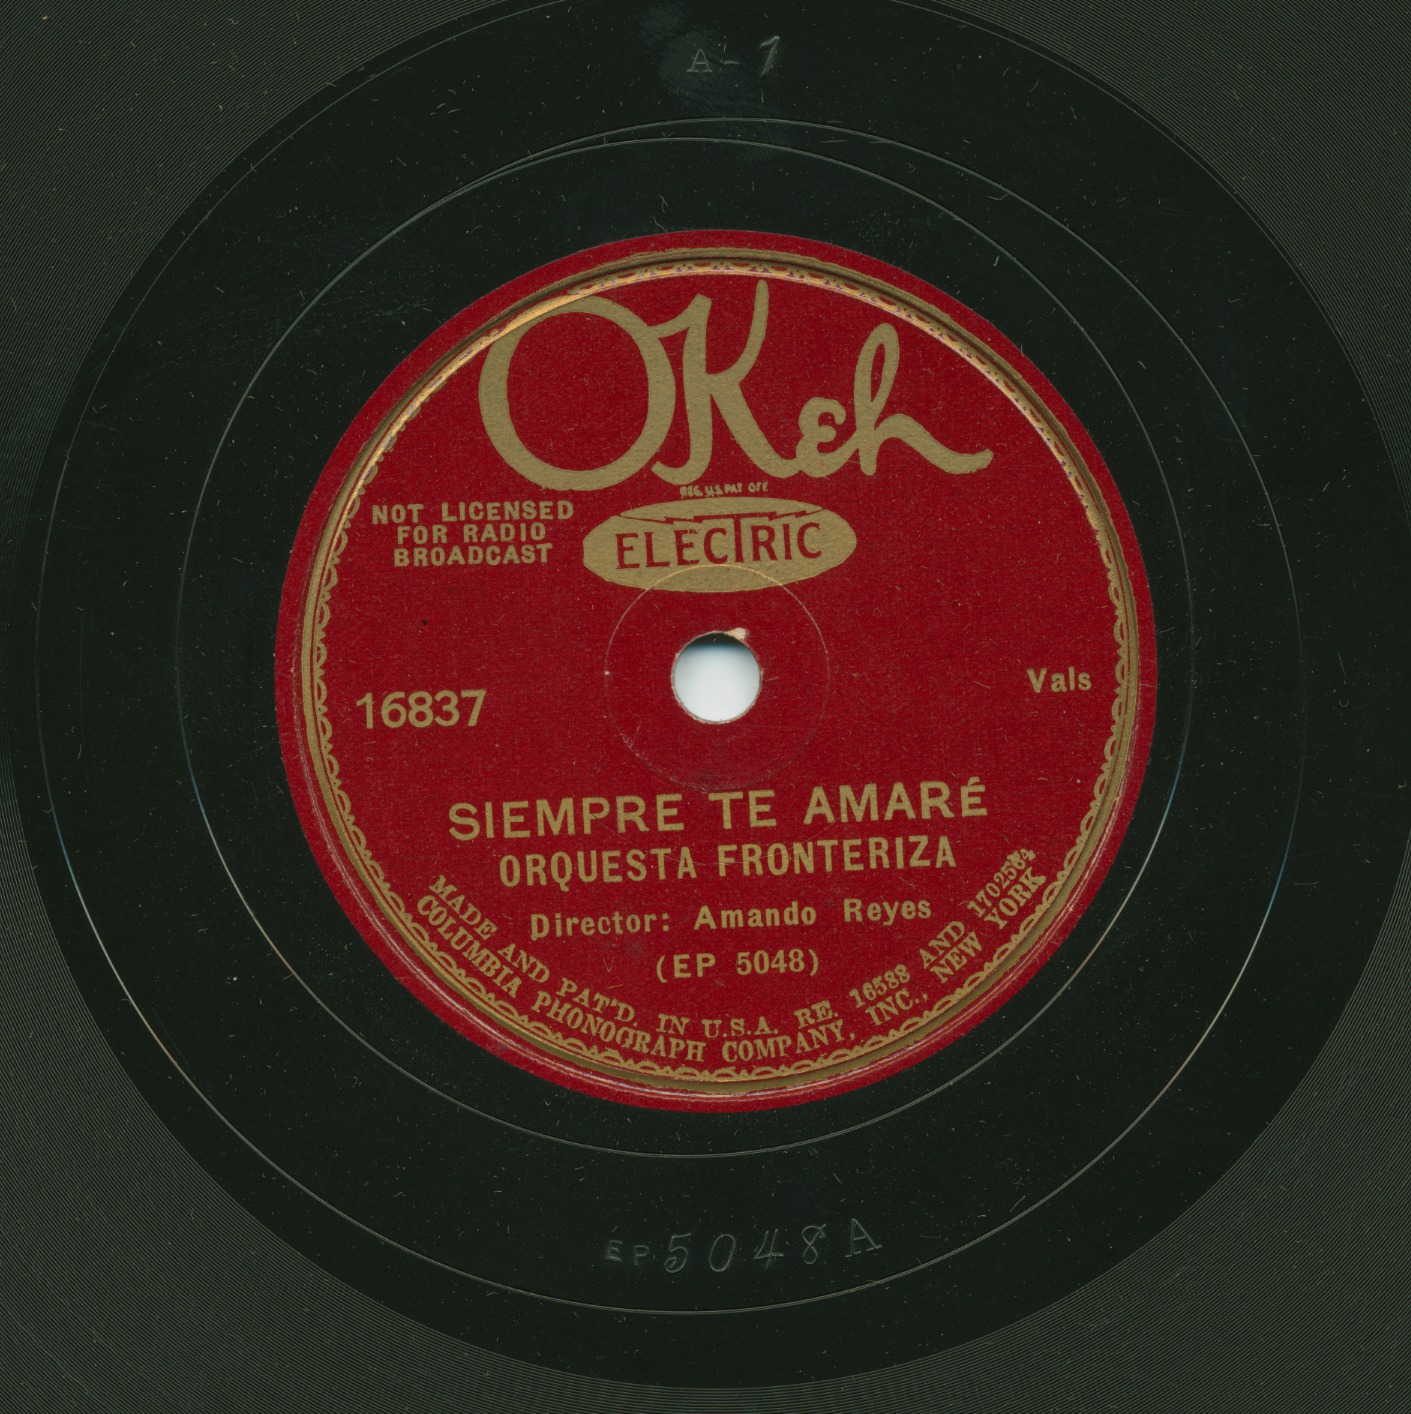 A-1
OKeh
REG. U.S. PAT. OFF.
NOT LICENSED
FOR RADIO
BROADCAST
ELECTRIC
16837
Vals
SIEMPRE TE AMARÉ
ORQUESTA FRONTERIZA
Director: Amando Reyes
(EP 5048)
MADE AND PAT'D. IN U.S.A. RE. 16588 AND 1702564
COLUMBIA PHONOGRAPH COMPANY, INC., NEW YORK
EP 5048 A